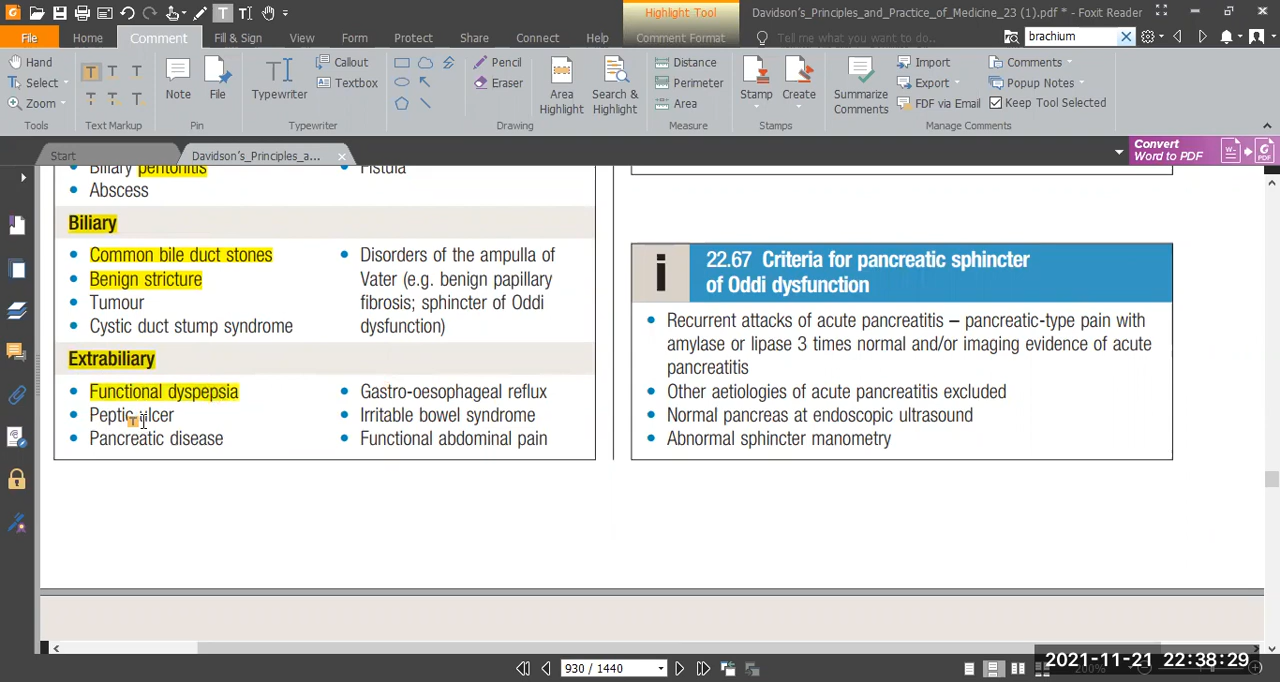 Highlight Tool
Davidson's_Principles_and_Practice_of_Medicine_23 (1).pdf * - Foxit Reader
File Home Comment Fill & Sign View Form Protect Share Connect Help Comment Format
Tell me what you want to do..
brachium
Hand
Select
Zoom
Tools
Text Markup
Note
File
Pin
Typewriter
Callout
Textbox
Typewriter
Pencil
Eraser
Drawing
Area Highlight
Search & Highlight
Distance
Perimeter
Area
Measure
Stamp
Create
Stamps
Summarize Comments
Import
Export
FDF via Email
Comments
Popup Notes
Keep Tool Selected
Manage Comments
Start
Davidson's_Principles_a...
Convert
Word to PDF
• Biliary peritonitis
• Abscess
Fistula
Biliary
• Common bile duct stones
• Benign stricture
• Tumour
• Cystic duct stump syndrome
• Disorders of the ampulla of
Vater (e.g. benign papillary
fibrosis; sphincter of Oddi
dysfunction)
Extrabiliary
• Functional dyspepsia
• Peptic ulcer
• Pancreatic disease
• Gastro-oesophageal reflux
• Irritable bowel syndrome
• Functional abdominal pain
i
22.67 Criteria for pancreatic sphincter
of Oddi dysfunction
• Recurrent attacks of acute pancreatitis – pancreatic-type pain with
amylase or lipase 3 times normal and/or imaging evidence of acute
pancreatitis
• Other aetiologies of acute pancreatitis excluded
• Normal pancreas at endoscopic ultrasound
• Abnormal sphincter manometry
930 / 1440
2021-11-21 22:38:29
200%